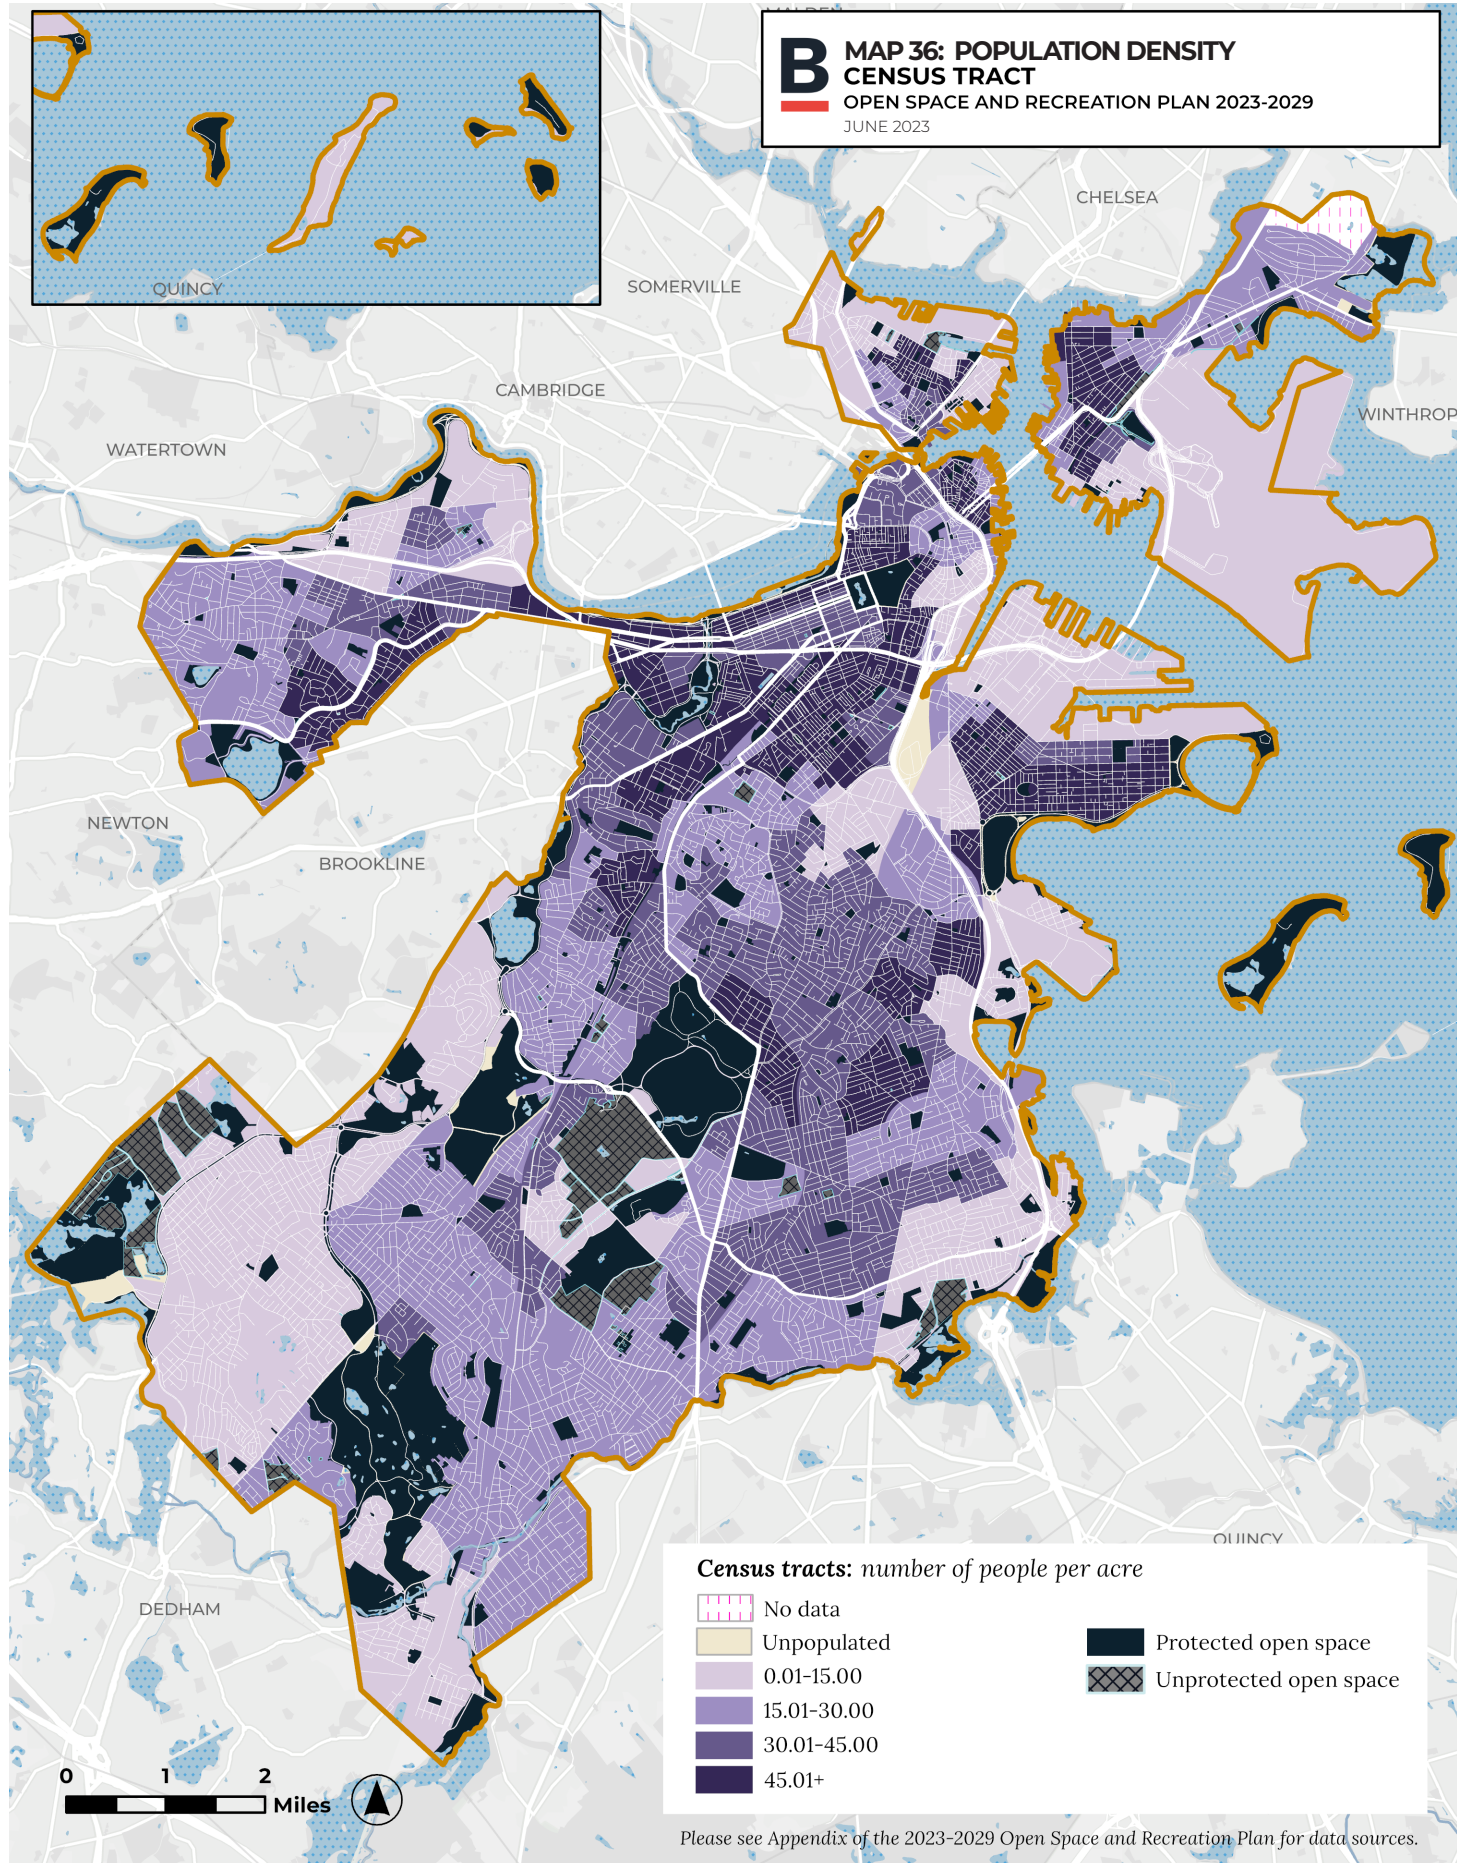 B
MAP 36: POPULATION DENSITY
CENSUS TRACT
OPEN SPACE AND RECREATION PLAN 2023-2029
JUNE 2023
MALDEN
CHELSEA
QUINCY
SOMERVILLE
CAMBRIDGE
WINTHROP
WATERTOWN
NEWTON
BROOKLINE
QUINCY
DEDHAM
Census tracts: number of people per acre
No data
Unpopulated
0.01-15.00
15.01-30.00
30.01-45.00
45.01+
Protected open space
Unprotected open space
0 1 2
Miles
Please see Appendix of the 2023-2029 Open Space and Recreation Plan for data sources.